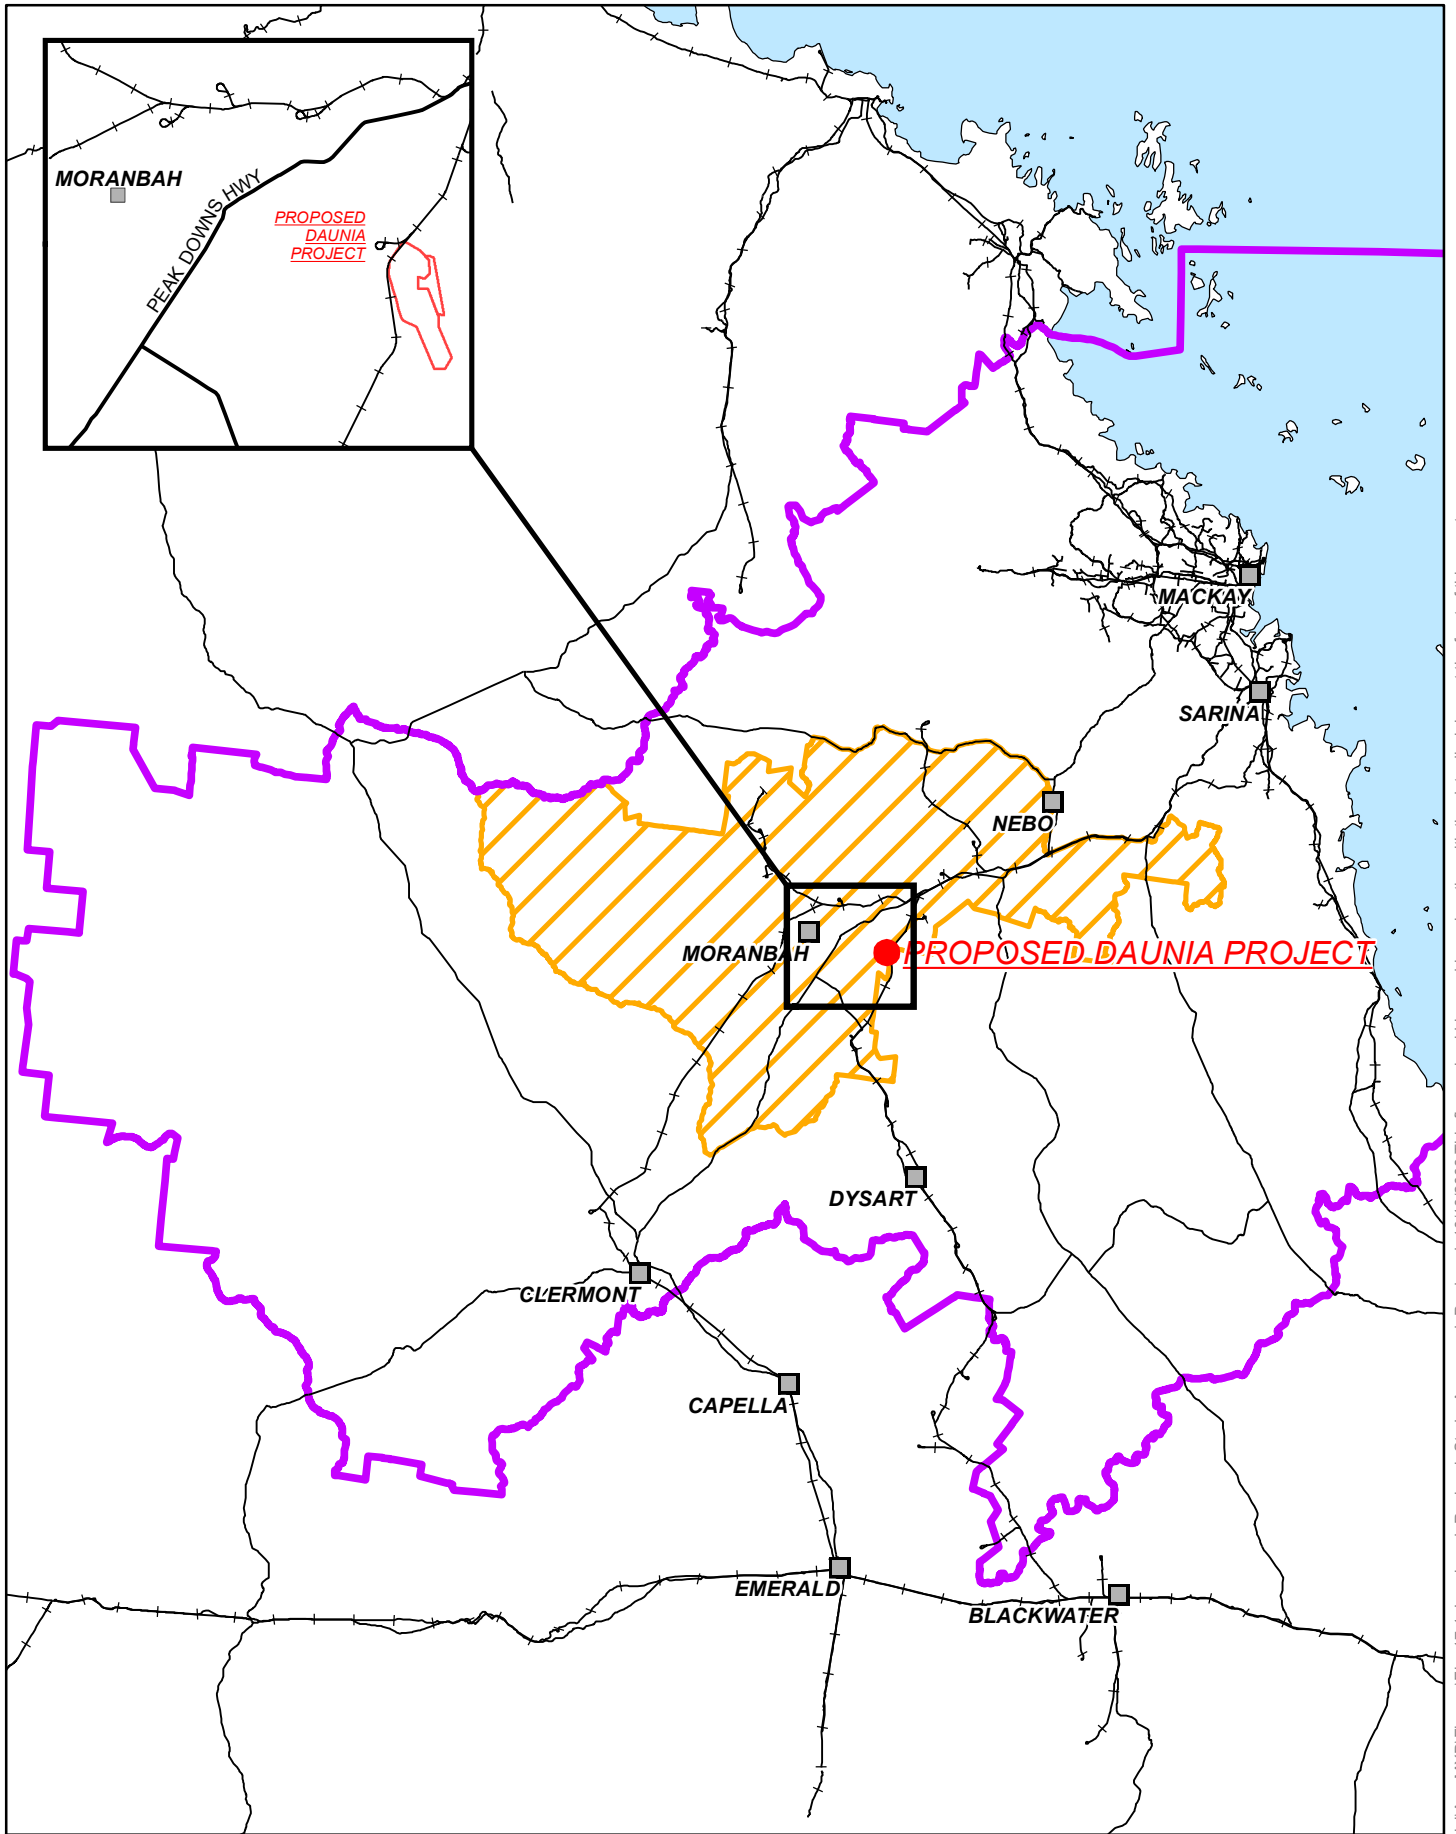 MORANBAH
PEAK DOWNS HWY
PROPOSED
DAUNIA
PROJECT
MACKAY
SARINA
NEBO
MORANBAH
PROPOSED DAUNIA PROJECT
DYSART
CLERMONT
CAPELLA
EMERALD
BLACKWATER